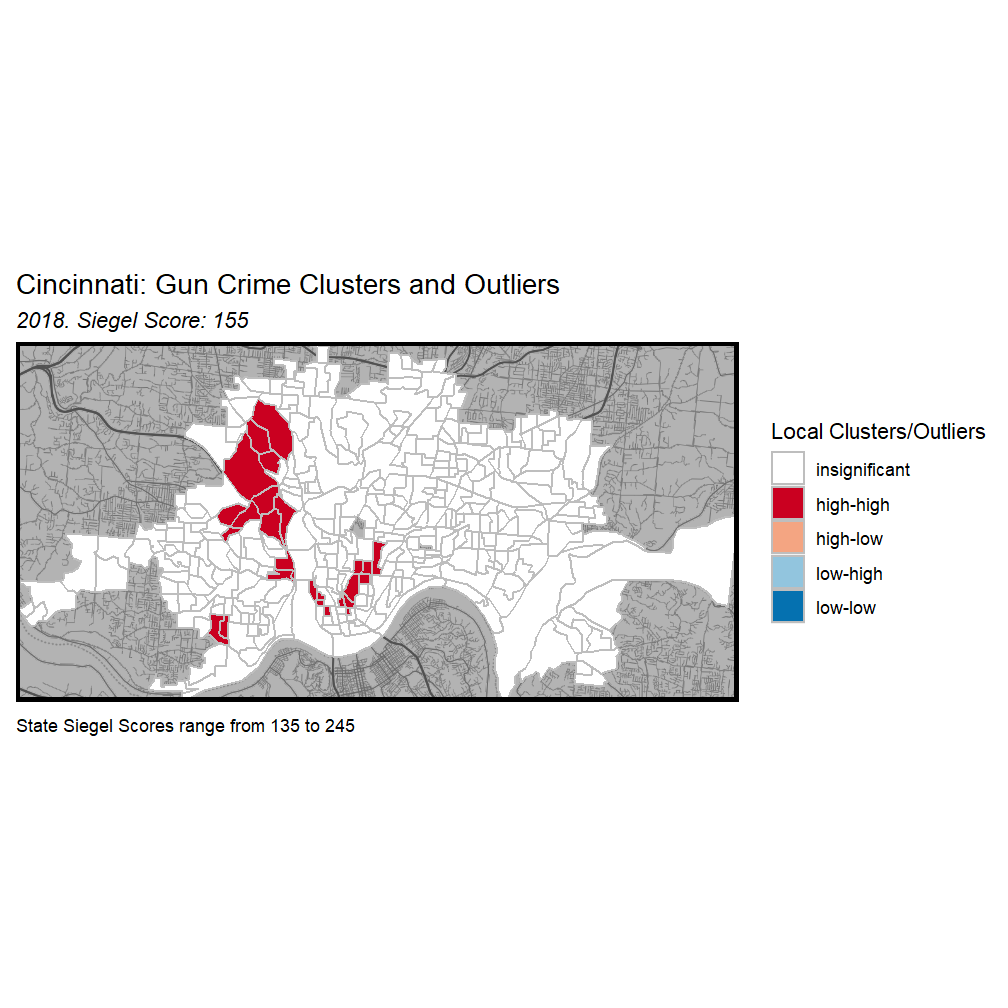 Cincinnati: Gun Crime Clusters and Outliers
2018. Siegel Score: 155
Local Clusters/Outliers
insignificant
high-high
high-low
low-high
low-low
State Siegel Scores range from 135 to 245